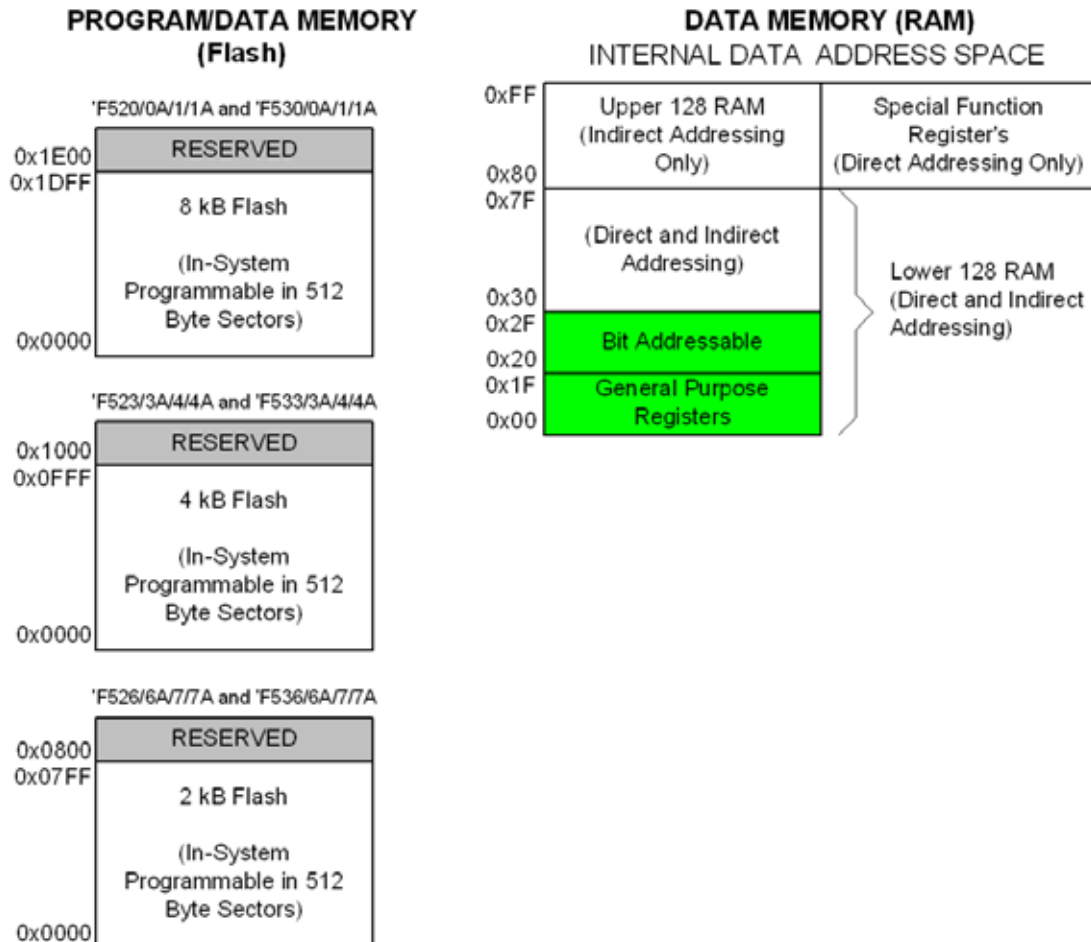 PROGRAM/DATA MEMORY
(Flash)
'F520/0A/1/1A and 'F530/0A/1/1A
RESERVED
0x1E00
0x1DFF
8 kB Flash
(In-System
Programmable in 512
Byte Sectors)
0x0000
'F523/3A/4/4A and 'F533/3A/4/4A
RESERVED
0x1000
0x0FFF
4 kB Flash
(In-System
Programmable in 512
Byte Sectors)
0x0000
'F526/6A/7/7A and 'F536/6A/7/7A
RESERVED
0x0800
0x07FF
2 kB Flash
(In-System
Programmable in 512
Byte Sectors)
0x0000
DATA MEMORY (RAM)
INTERNAL DATA ADDRESS SPACE
0xFF
Upper 128 RAM
(Indirect Addressing
Only)
0x80
Special Function
Register's
(Direct Addressing Only)
0x7F
(Direct and Indirect
Addressing)
0x30
0x2F
Bit Addressable
0x20
0x1F
General Purpose
Registers
0x00
Lower 128 RAM
(Direct and Indirect
Addressing)